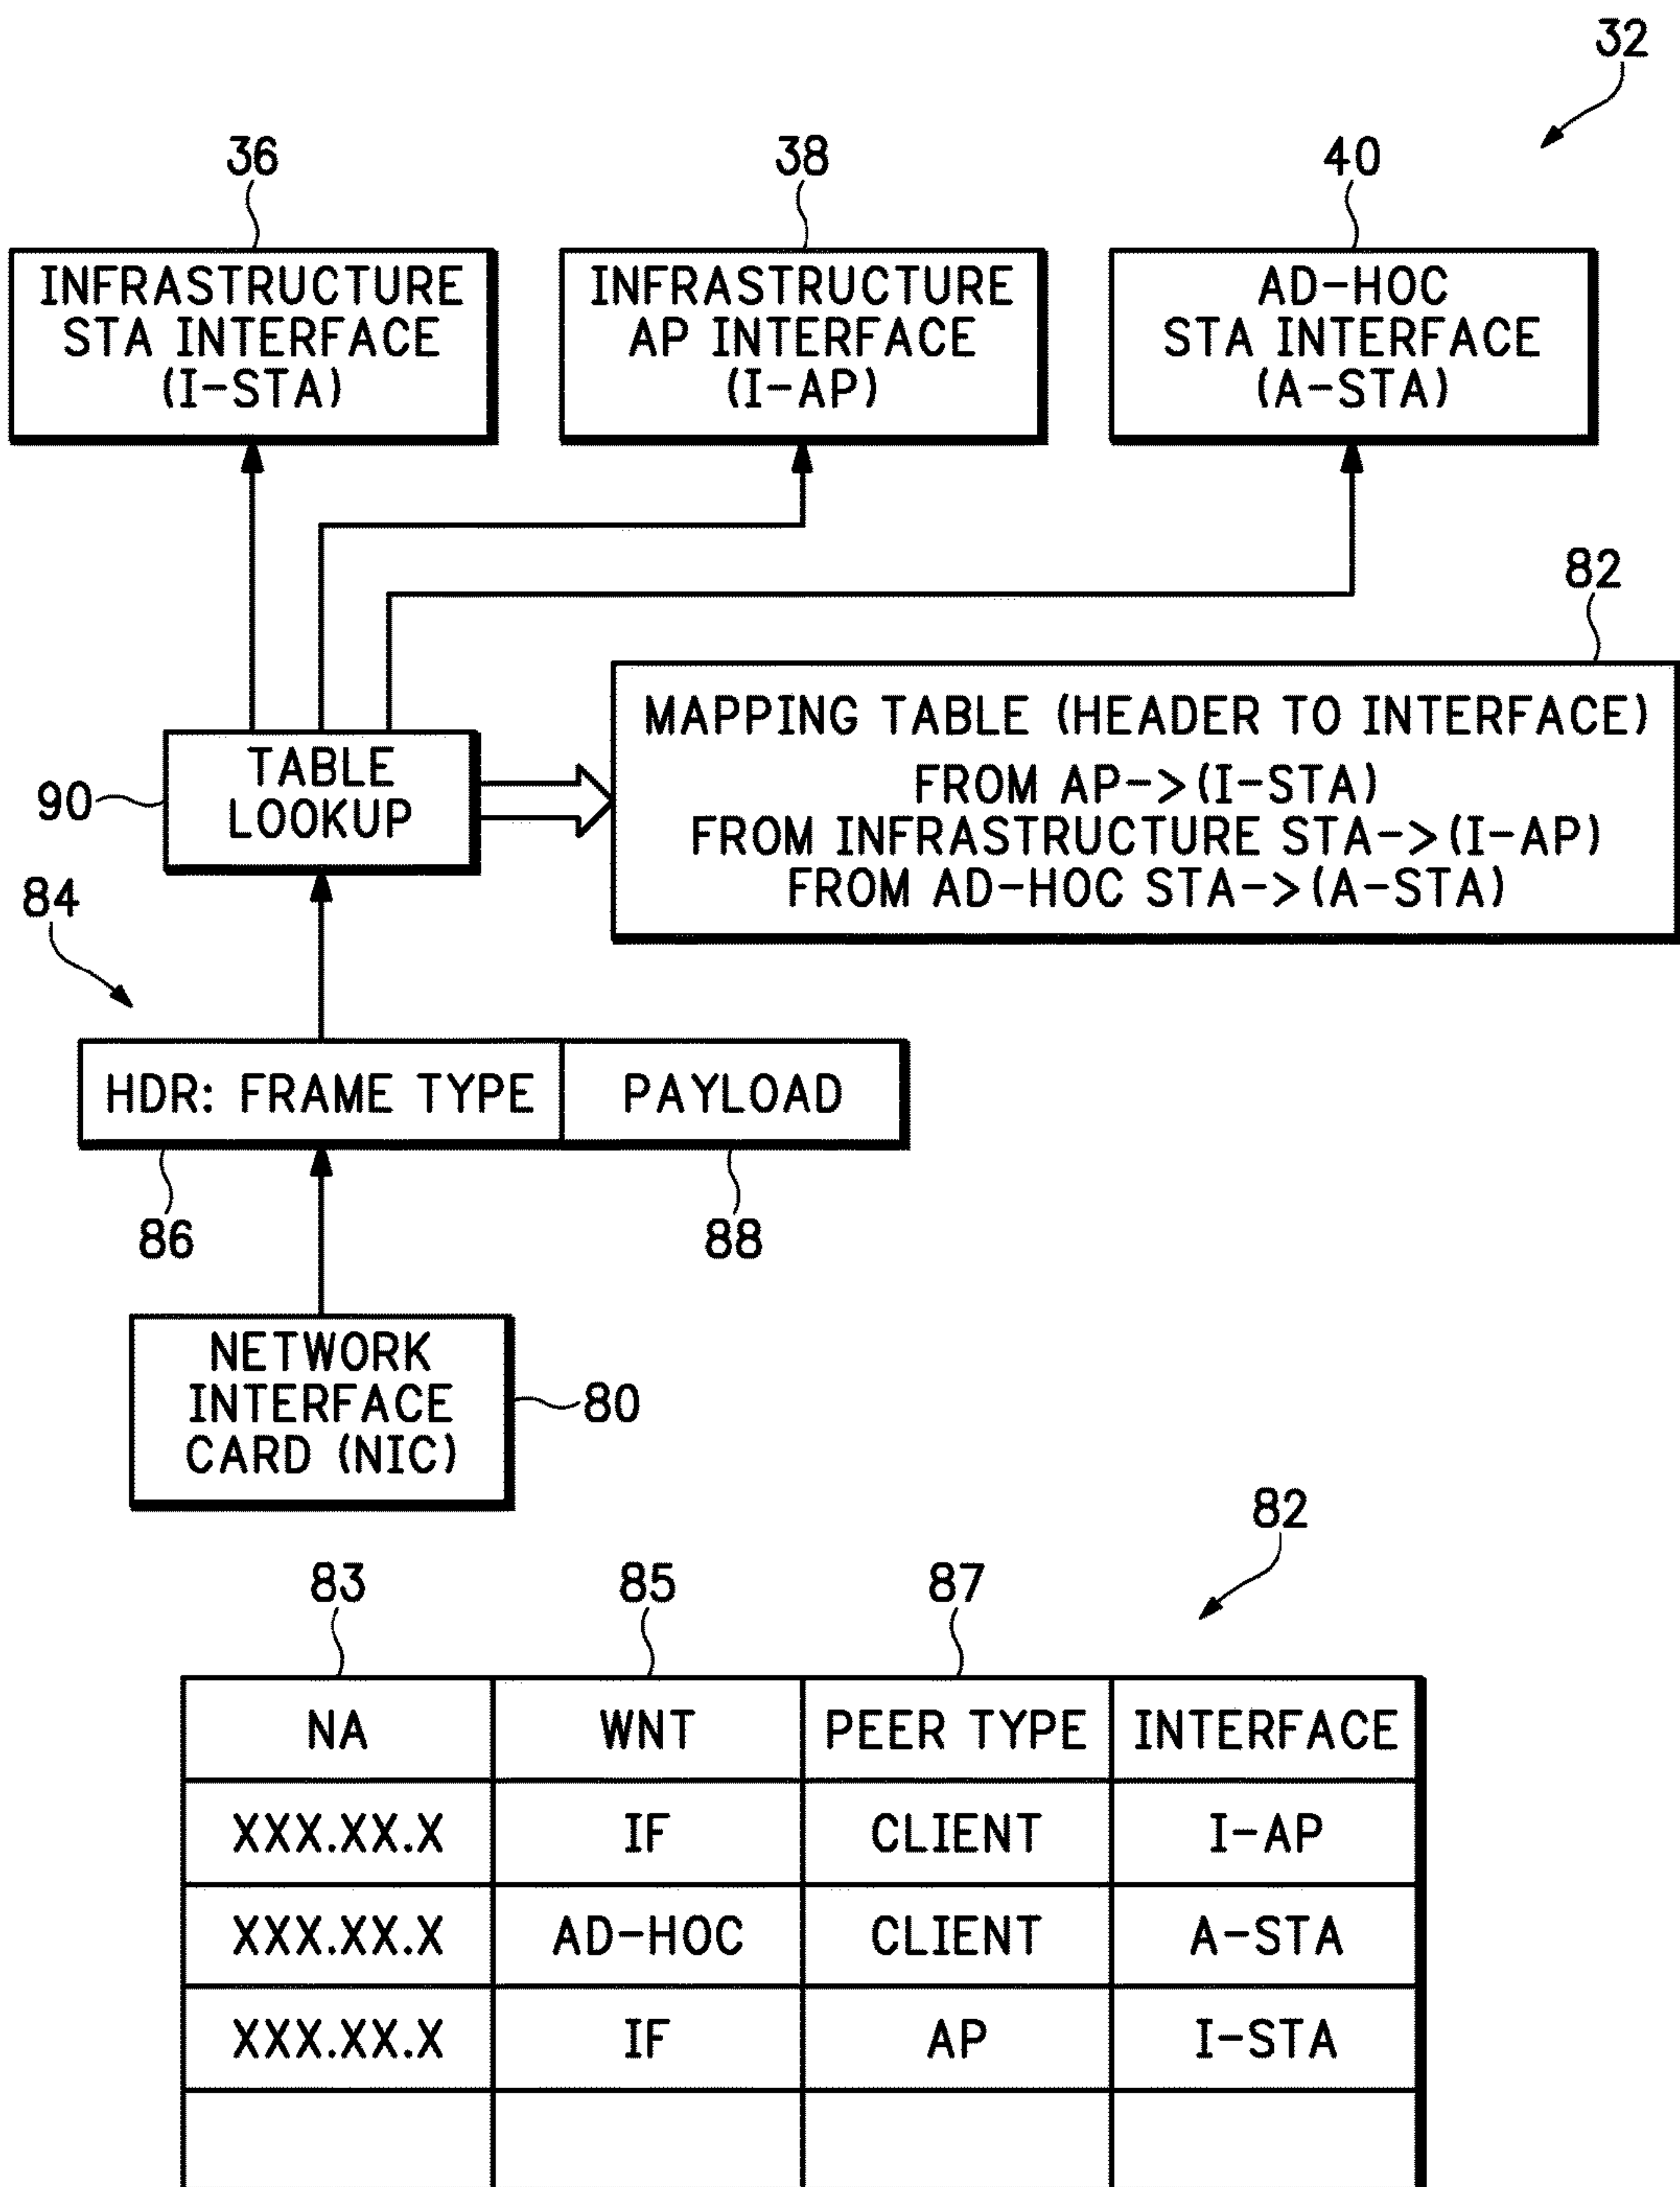 32
36
38
40
INFRASTRUCTURE
STA INTERFACE
(I-STA)
INFRASTRUCTURE
AP INTERFACE
(I-AP)
AD-HOC
STA INTERFACE
(A-STA)
82
90
TABLE
LOOKUP
MAPPING TABLE (HEADER TO INTERFACE)
FROM AP->(I-STA)
FROM INFRASTRUCTURE STA->(I-AP)
FROM AD-HOC STA->(A-STA)
84
HDR: FRAME TYPE
PAYLOAD
86
88
NETWORK
INTERFACE
CARD (NIC)
80
82
83
85
87
NA WNT PEER TYPE INTERFACE
XXX.XX.X IF CLIENT I-AP
XXX.XX.X AD-HOC CLIENT A-STA
XXX.XX.X IF AP I-STA